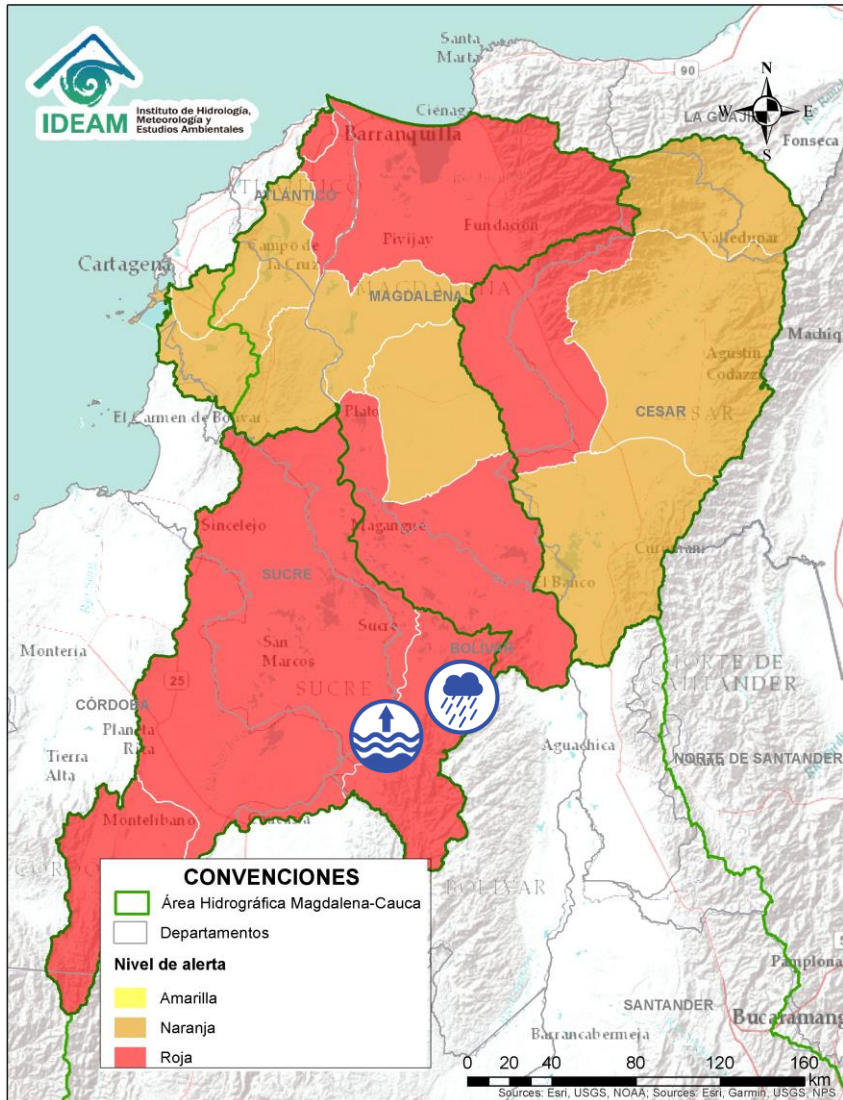 IDEAM
Instituto de Hidrología,
Meteorología y
Estudios Ambientales
Santa
Marta
90
N
W
E
S
LA GUAJI
Fonseca
Ciénaga
Barranquilla
ATLÁNTICO
Fundación
Pivijay
Valledupar
Campo de
la Cruz
Cartagena
MAGDALENA
Machiq
Agustín
Codazzi
El Carmen de Bolívar
Plato
CESAR
CESAR
Sincelejo
Magangué
SUCRE
El Banco
Sucre
BOLÍVAR
Montería
San
Marcos
25
SUCRE
NORTE DE
SANTANDER
CÓRDOBA
Planeta
Rica
Tierra
Alta
Aguachica
NORTE DE SANTANDER
Montelíbano
BOLÍVAR
CONVENCIONES
Área Hidrográfica Magdalena-Cauca
Departamentos
Nivel de alerta
Amarilla
Naranja
Roja
Pamplona
SANTANDER
Bucaramang
Barrancabermeja
0 20 40 80 120 160
km
Sources: Esri, USGS, NOAA; Sources: Esri, Garmin, USGS, NPS